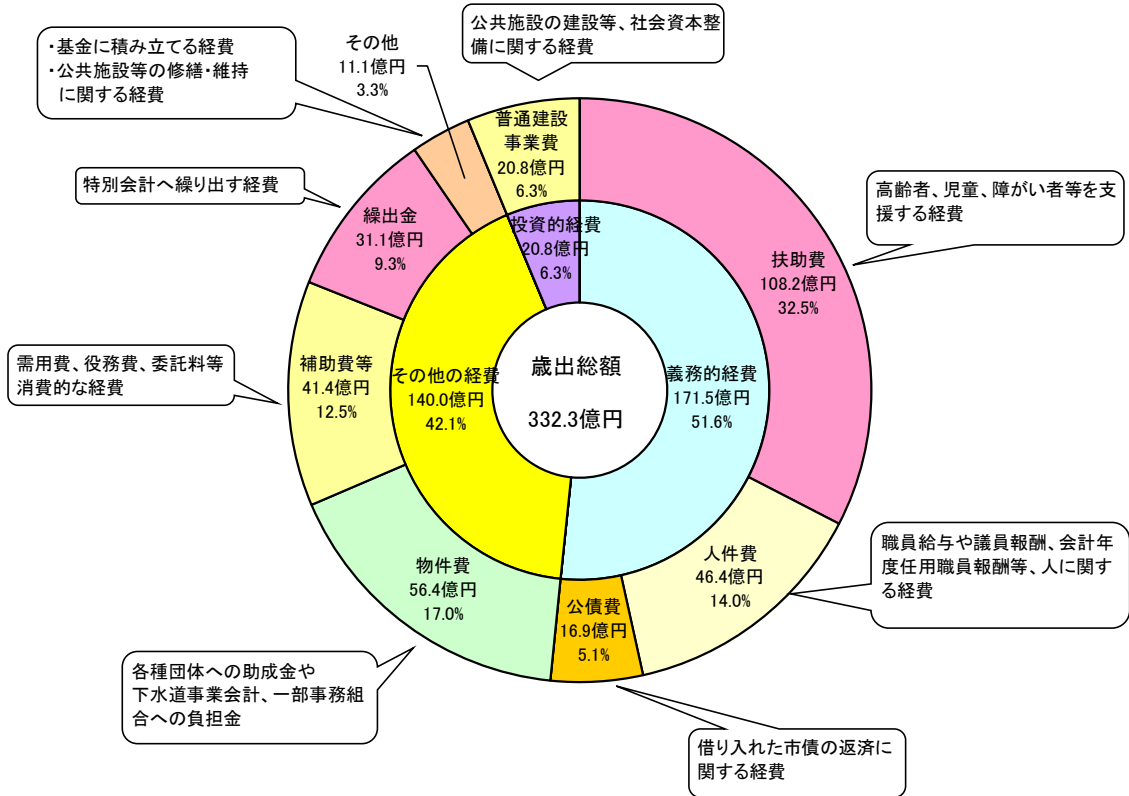 公共施設の建設等、社会資本整
備に関する経費
・基金に積み立てる経費
・公共施設等の修繕・維持
に関する経費
その他
11.1億円
3.3%
普通建設
事業費
20.8億円
6.3%
特別会計へ繰り出す経費
高齢者、児童、障がい者等を支
援する経費
繰出金
31.1億円
9.3%
投資的経費
20.8億円
6.3%
扶助費
108.2億円
32.5%
需用費、役務費、委託料等
消費的な経費
補助費等
41.4億円
12.5%
その他の経費
140.0億円
42.1%
歳出総額
332.3億円
義務的経費
171.5億円
51.6%
職員給与や議員報酬、会計年
度任用職員報酬等、人に関す
る経費
人件費
46.4億円
14.0%
物件費
56.4億円
17.0%
公債費
16.9億円
5.1%
各種団体への助成金や
下水道事業会計、一部事務組
合への負担金
借り入れた市債の返済に
関する経費